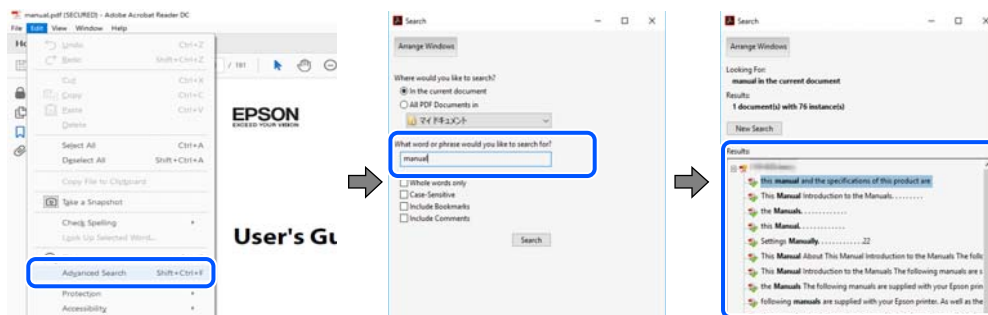 manual.pdf (SECURED) - Adobe Acrobat Reader DC
File Edit View Window Help
Undo Ctrl+Z
Redo Shift+Ctrl+Z
Cut Ctrl+X
Copy Ctrl+C
Paste Ctrl+V
Delete
Select All Ctrl+A
Deselect All Shift+Ctrl+A
Copy File to Clipboard
Take a Snapshot
Check Spelling
Look Up Selected Word...
Advanced Search Shift+Ctrl+F
Protection
Accessibility
/ 191
EPSON
EXCEED YOUR VISION
User's Gu
Search
Arrange Windows
Where would you like to search?
In the current document
All PDF Documents in
マイ ドキュメント
What word or phrase would you like to search for?
manual
Whole words only
Case-Sensitive
Include Bookmarks
Include Comments
Search
Search
Arrange Windows
Looking For:
manual in the current document
Results:
1 document(s) with 76 instance(s)
New Search
Results:
this manual and the specifications of this product are
This Manual Introduction to the Manuals. . . . . . . .
the Manuals. . . . . . . . . . . .
this Manual. . . . . . . . . . . .
Settings Manually. . . . . . . . . . . .22
This Manual About This Manual Introduction to the Manuals The follo
This Manual Introduction to the Manuals The following manuals are s
the Manuals The following manuals are supplied with your Epson prin
following manuals are supplied with your Epson printer. As well as the